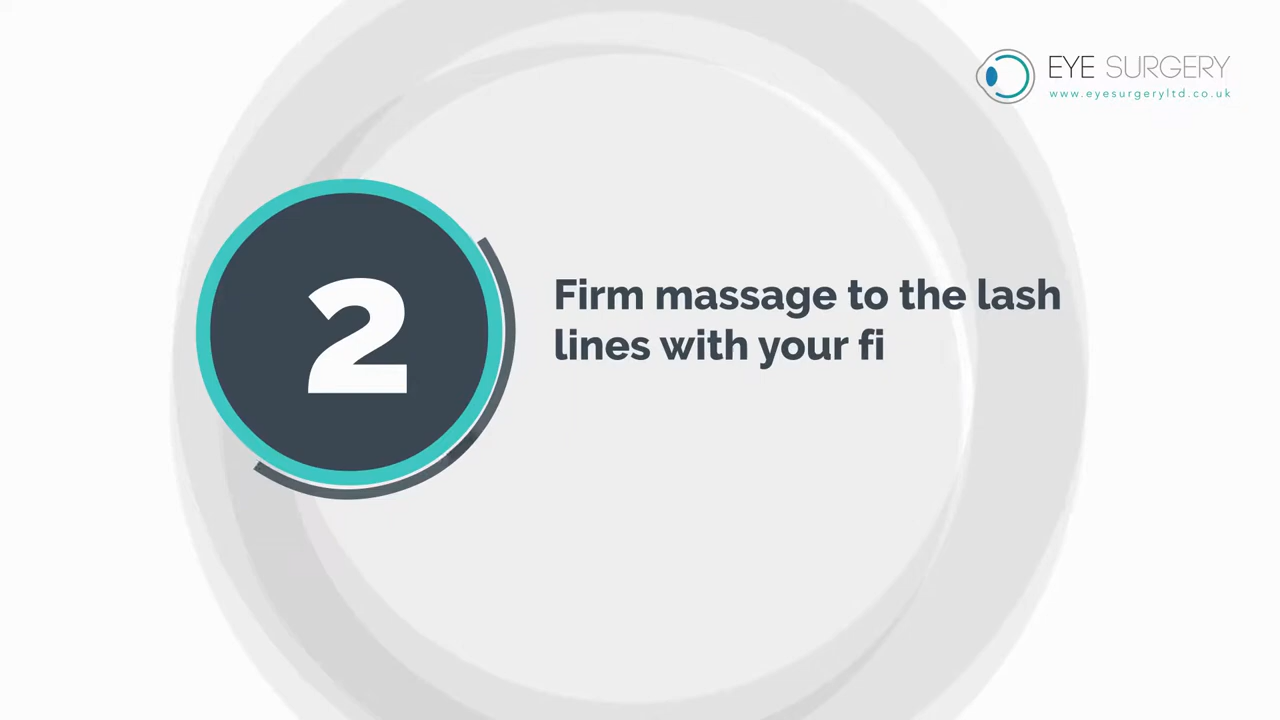 EYE SURGERY
www.eyesurgeryltd.co.uk
2
Firm massage to the lash
lines with your fi